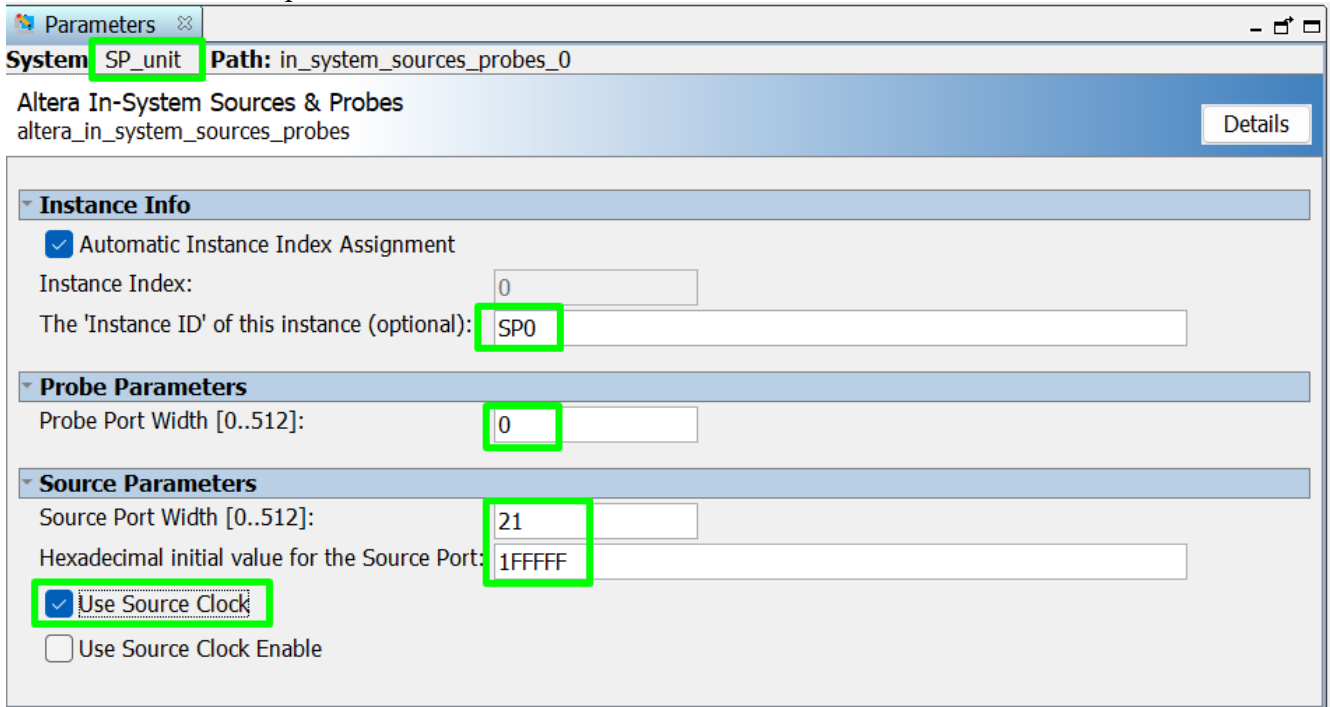 Parameters
System SP_unit Path: in_system_sources_probes_0
Altera In-System Sources & Probes
altera_in_system_sources_probes
Details
Instance Info
Automatic Instance Index Assignment
Instance Index: 0
The 'Instance ID' of this instance (optional): SP0
Probe Parameters
Probe Port Width [0..512]: 0
Source Parameters
Source Port Width [0..512]: 21
Hexadecimal initial value for the Source Port: 1FFFFF
Use Source Clock
Use Source Clock Enable